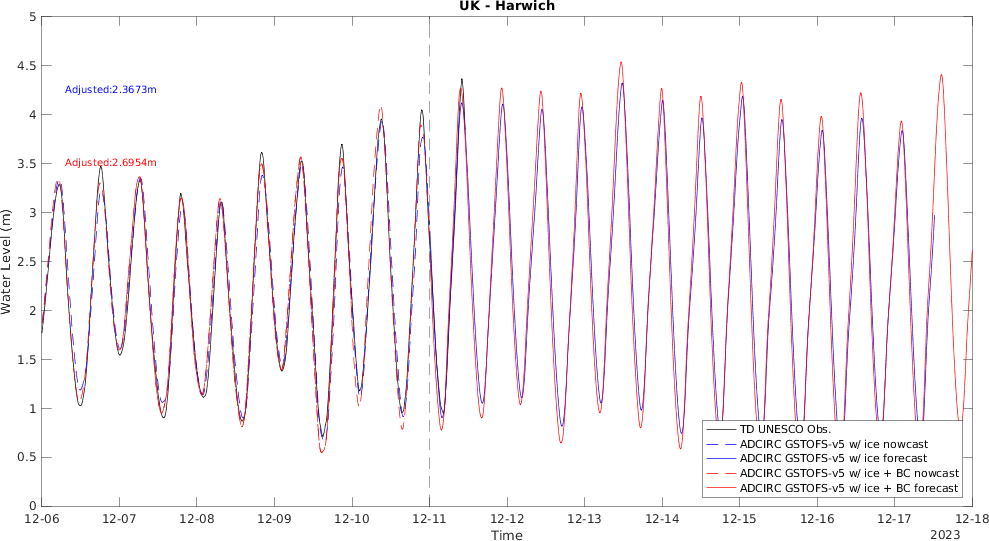 UK - Harwich
5
4.5
4
3.5
3
2.5
2
1.5
1
0.5
0
Water Level (m)
Adjusted:2.3673m
Adjusted:2.6954m
TD UNESCO Obs.
ADCIRC GSTOFS-v5 w/ ice nowcast
ADCIRC GSTOFS-v5 w/ ice forecast
ADCIRC GSTOFS-v5 w/ ice + BC nowcast
ADCIRC GSTOFS-v5 w/ ice + BC forecast
12-06 12-07 12-08 12-09 12-10 12-11 12-12 12-13 12-14 12-15 12-16 12-17 12-18
Time
2023